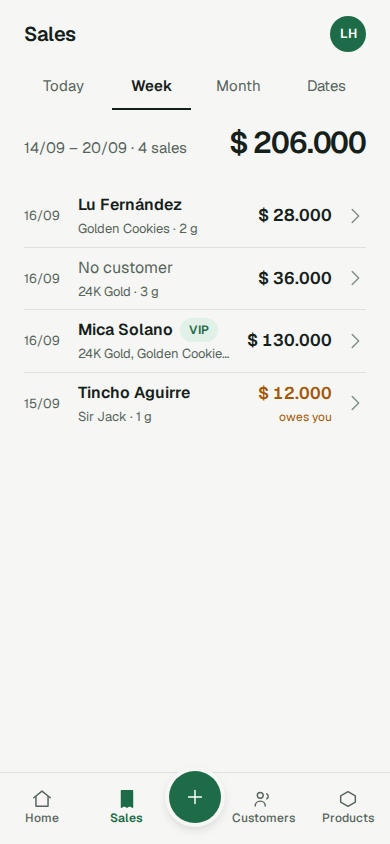 Sales
LH
Today
Week
Month
Dates
14/09 – 20/09 · 4 sales
$ 206.000
16/09
Lu Fernández
Golden Cookies · 2 g
$ 28.000
16/09
No customer
24K Gold · 3 g
$ 36.000
16/09
Mica Solano
VIP
24K Gold, Golden Cookie…
$ 130.000
15/09
Tincho Aguirre
Sir Jack · 1 g
$ 12.000
owes you
Home
Sales
Customers
Products